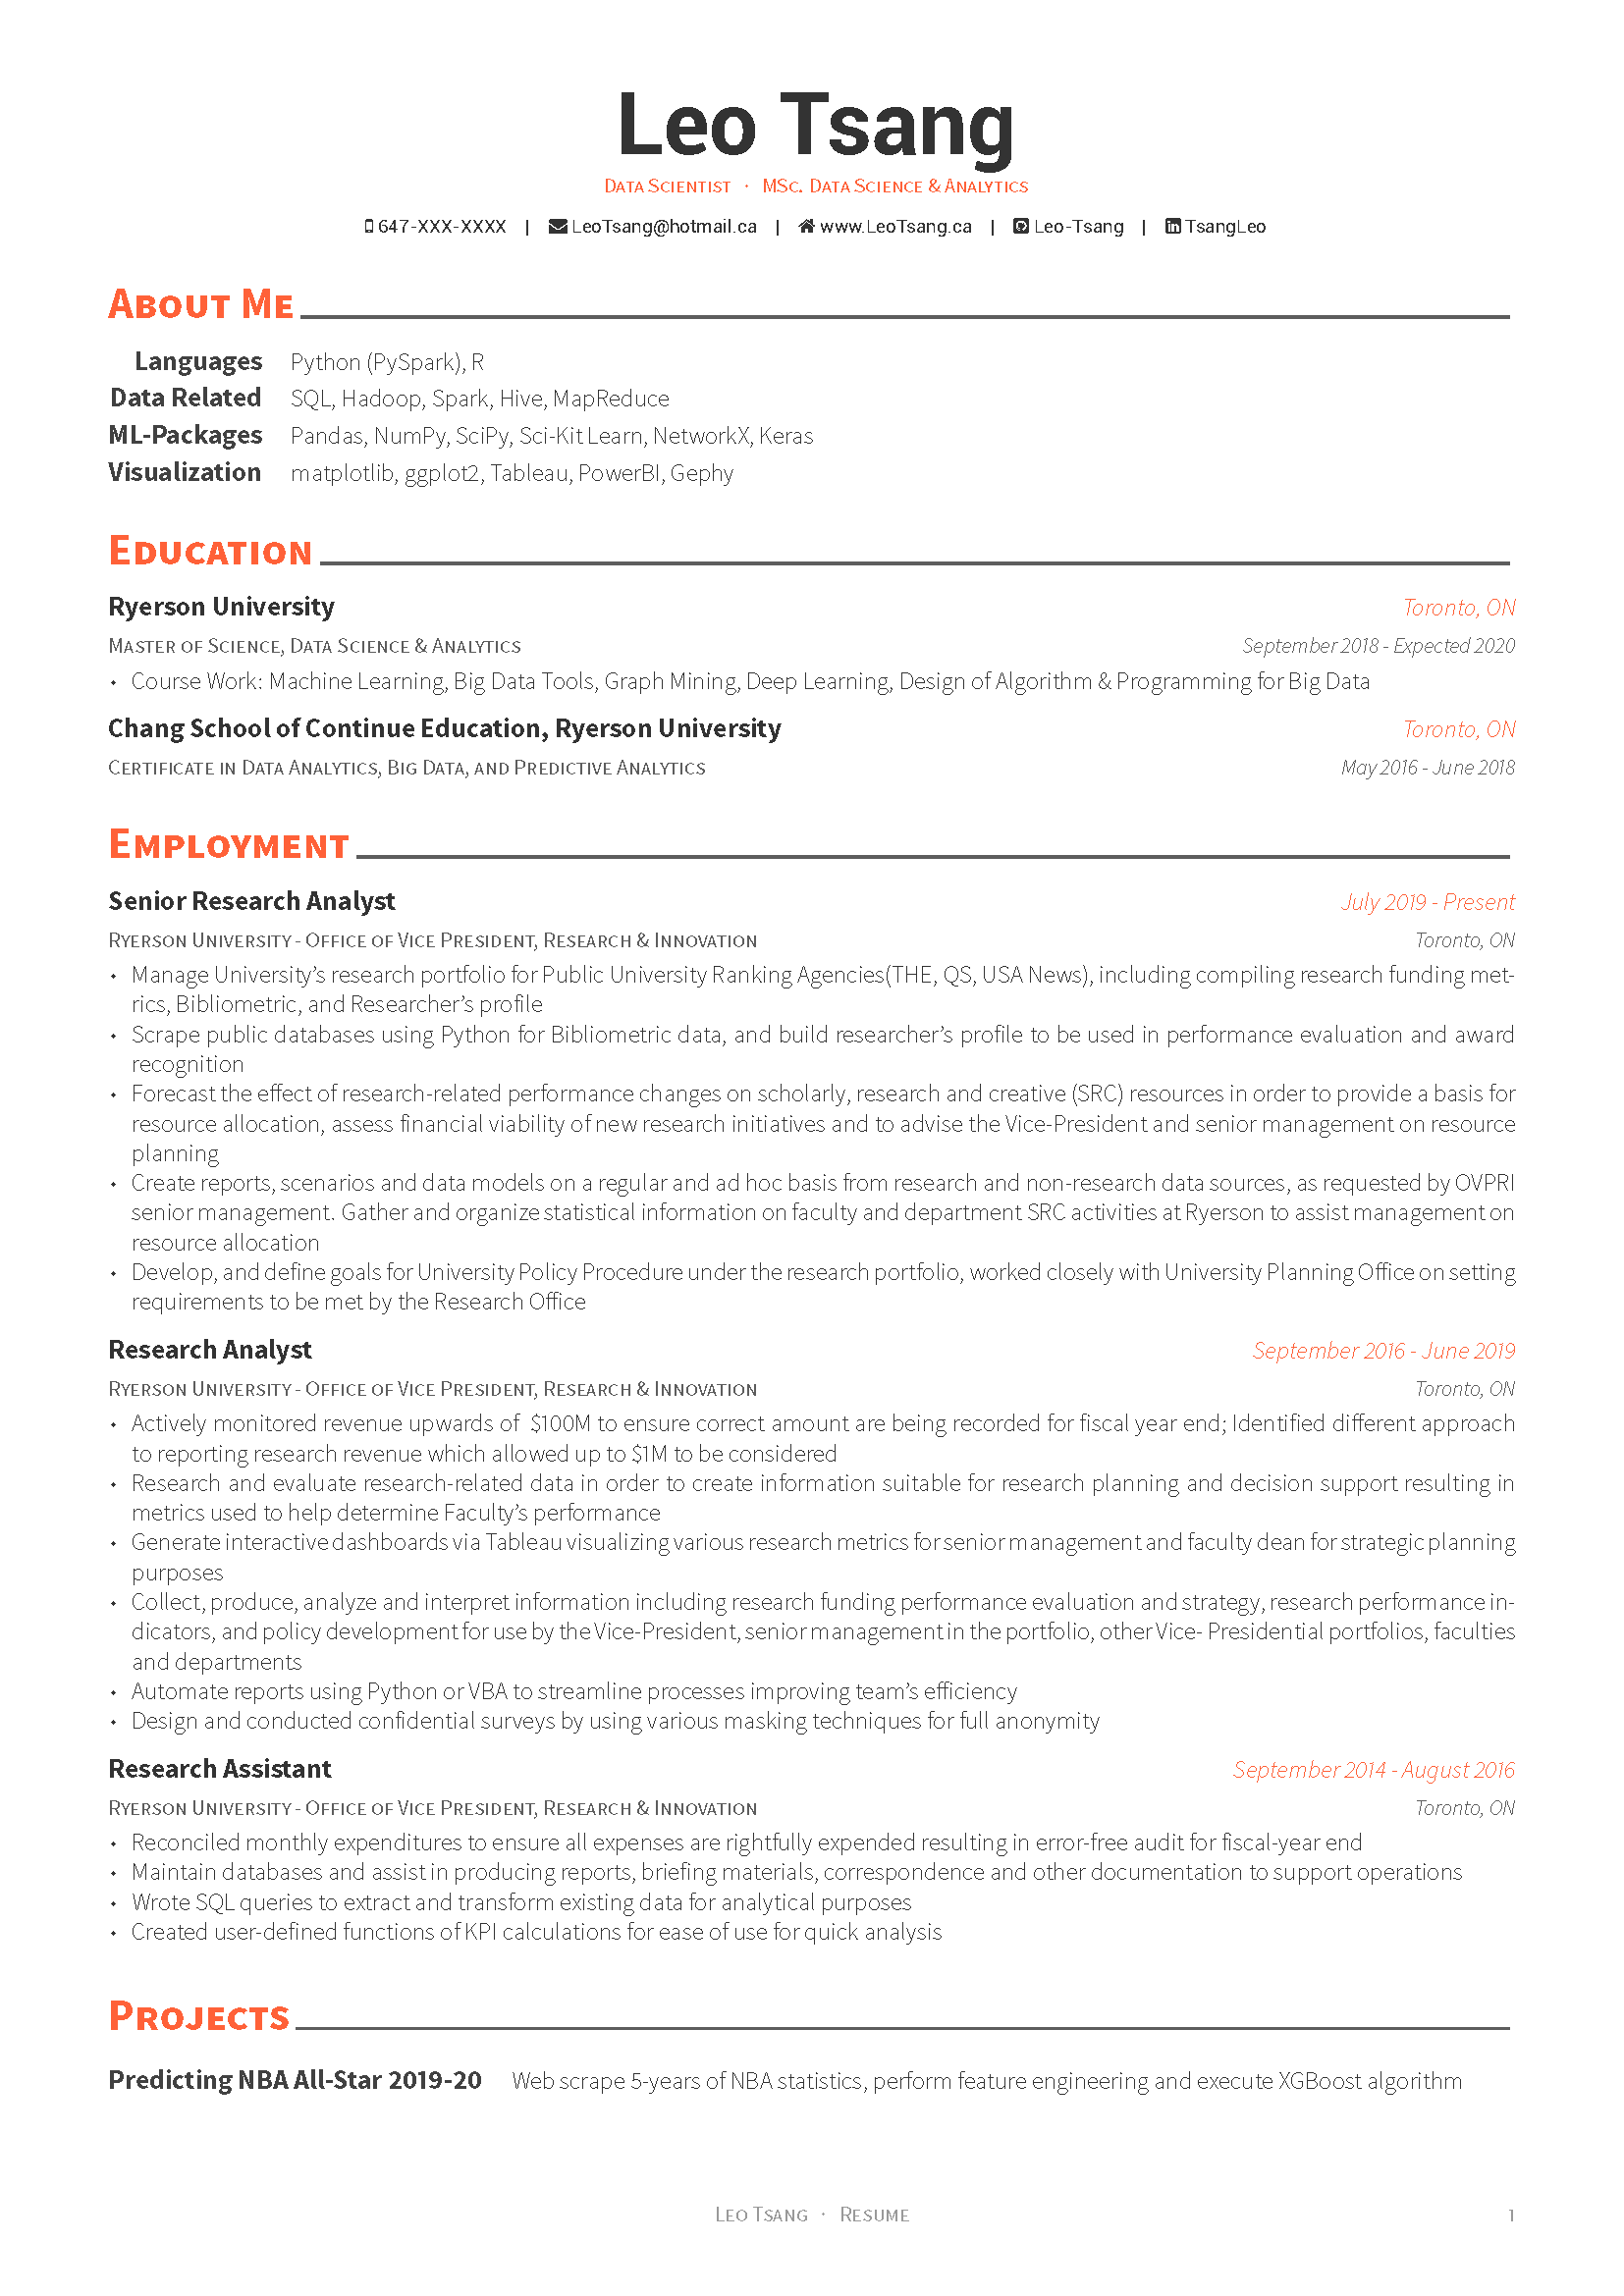 Leo Tsang
Data Scientist · MSc. Data Science & Analytics
647-XXX-XXXX | LeoTsang@hotmail.ca | www.LeoTsang.ca | Leo-Tsang | TsangLeo
About Me
Languages Python (PySpark), R
Data Related SQL, Hadoop, Spark, Hive, MapReduce
ML-Packages Pandas, NumPy, SciPy, Sci-Kit Learn, NetworkX, Keras
Visualization matplotlib, ggplot2, Tableau, PowerBI, Gephy
Education
Ryerson University Toronto, ON
Master of Science, Data Science & Analytics September 2018 - Expected 2020
• Course Work: Machine Learning, Big Data Tools, Graph Mining, Deep Learning, Design of Algorithm & Programming for Big Data
Chang School of Continue Education, Ryerson University Toronto, ON
Certificate in Data Analytics, Big Data, and Predictive Analytics May 2016 - June 2018
Employment
Senior Research Analyst July 2019 - Present
Ryerson University - Office of Vice President, Research & Innovation Toronto, ON
• Manage University's research portfolio for Public University Ranking Agencies(THE, QS, USA News), including compiling research funding met-
rics, Bibliometric, and Researcher's profile
• Scrape public databases using Python for Bibliometric data, and build researcher's profile to be used in performance evaluation and award
recognition
• Forecast the effect of research-related performance changes on scholarly, research and creative (SRC) resources in order to provide a basis for
resource allocation, assess financial viability of new research initiatives and to advise the Vice-President and senior management on resource
planning
• Create reports, scenarios and data models on a regular and ad hoc basis from research and non-research data sources, as requested by OVPRI
senior management. Gather and organize statistical information on faculty and department SRC activities at Ryerson to assist management on
resource allocation
• Develop, and define goals for University Policy Procedure under the research portfolio, worked closely with University Planning Office on setting
requirements to be met by the Research Office
Research Analyst September 2016 - June 2019
Ryerson University - Office of Vice President, Research & Innovation Toronto, ON
• Actively monitored revenue upwards of $100M to ensure correct amount are being recorded for fiscal year end; Identified different approach
to reporting research revenue which allowed up to $1M to be considered
• Research and evaluate research-related data in order to create information suitable for research planning and decision support resulting in
metrics used to help determine Faculty's performance
• Generate interactive dashboards via Tableau visualizing various research metrics for senior management and faculty dean for strategic planning
purposes
• Collect, produce, analyze and interpret information including research funding performance evaluation and strategy, research performance in-
dicators, and policy development for use by the Vice-President, senior management in the portfolio, other Vice- Presidential portfolios, faculties
and departments
• Automate reports using Python or VBA to streamline processes improving team's efficiency
• Design and conducted confidential surveys by using various masking techniques for full anonymity
Research Assistant September 2014 - August 2016
Ryerson University - Office of Vice President, Research & Innovation Toronto, ON
• Reconciled monthly expenditures to ensure all expenses are rightfully expended resulting in error-free audit for fiscal-year end
• Maintain databases and assist in producing reports, briefing materials, correspondence and other documentation to support operations
• Wrote SQL queries to extract and transform existing data for analytical purposes
• Created user-defined functions of KPI calculations for ease of use for quick analysis
Projects
Predicting NBA All-Star 2019-20 Web scrape 5-years of NBA statistics, perform feature engineering and execute XGBoost algorithm
Leo Tsang · Resume 1